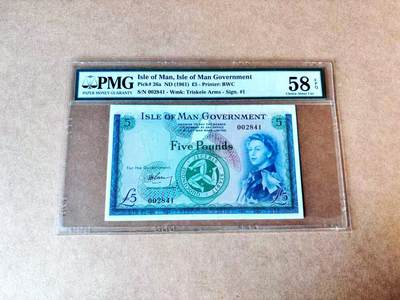 PMG
PAPER MONEY GUARANTY
Isle of Man, Isle of Man Government
Pick# 26a ND (1961) £5 - Printer: BWC
S/N 002841 - Wmk: Triskele Arms - Sign. #1
58 EPQ
Choice About Unc
5
ISLE OF MAN GOVERNMENT
5
002841
Five Pounds
For the Government
£5
002841
£5